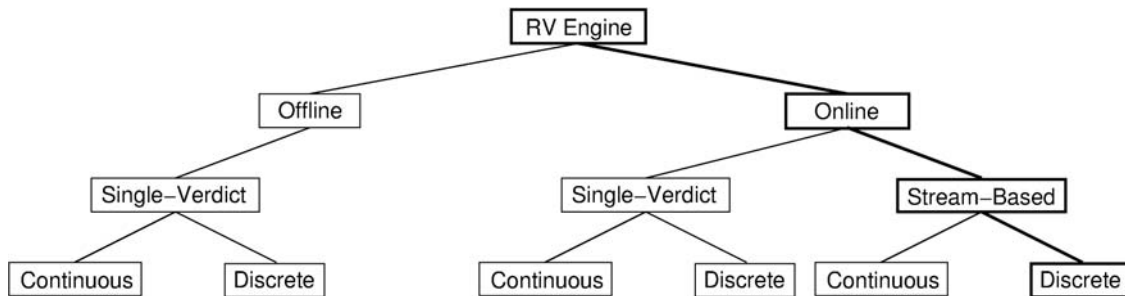 RV Engine
Offline
Online
Single−Verdict
Single−Verdict
Stream−Based
Continuous
Discrete
Continuous
Discrete
Continuous
Discrete